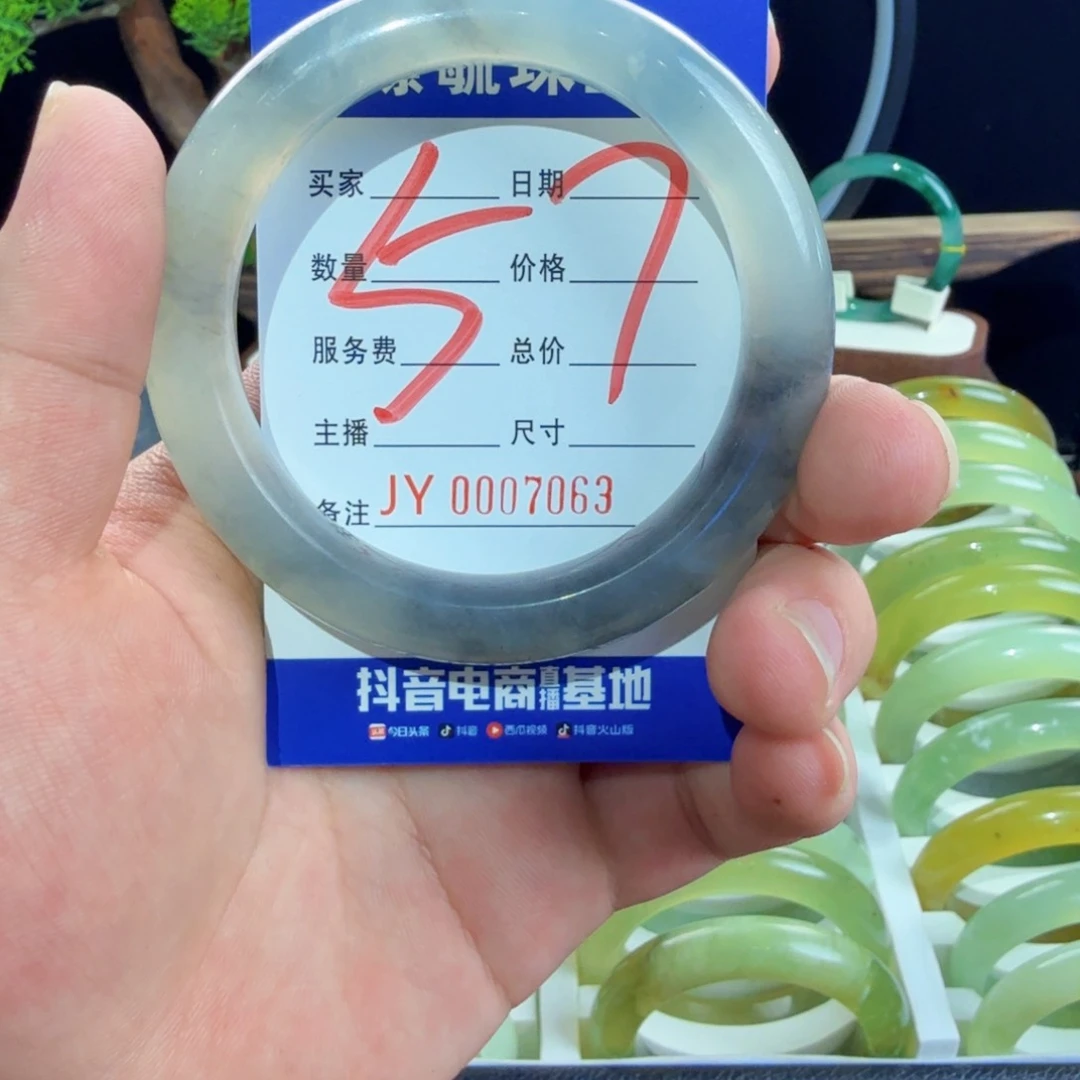 毓珠
57
买家 日期
数量 价格
服务费 总价
主播 尺寸
备注 JY 0007063
抖音电商直播基地
今日头条 抖音 西瓜视频 抖音火山版